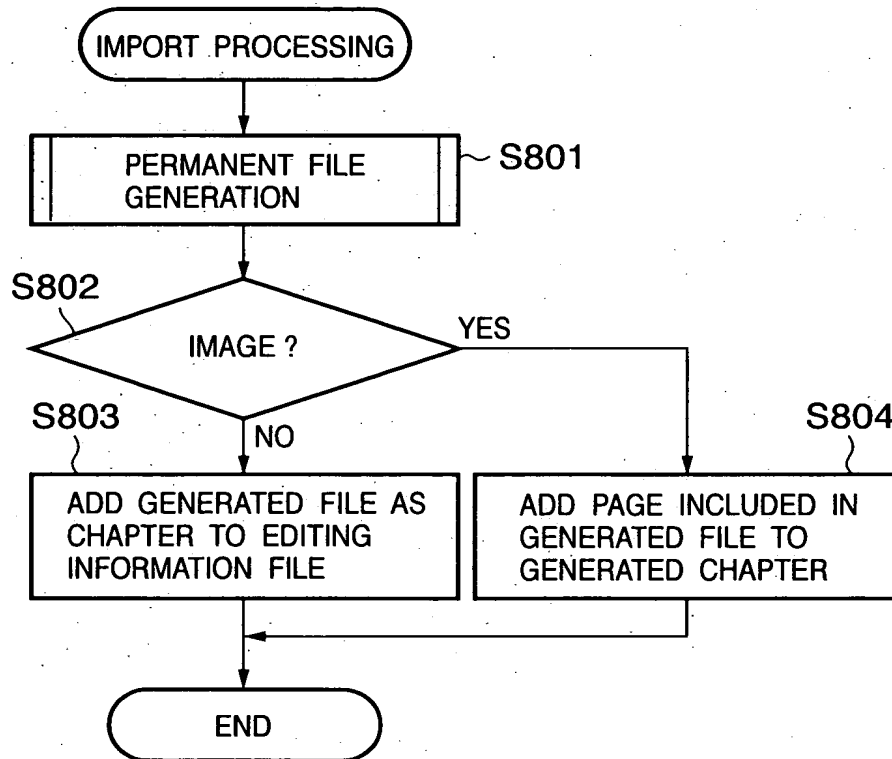 IMPORT PROCESSING
PERMANENT FILE
GENERATION
S801
S802
IMAGE ?
YES
NO
S803
ADD GENERATED FILE AS
CHAPTER TO EDITING
INFORMATION FILE
S804
ADD PAGE INCLUDED IN
GENERATED FILE TO
GENERATED CHAPTER
END